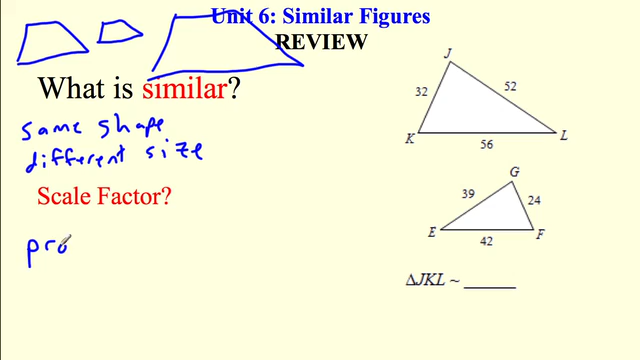 Unit 6: Similar Figures
REVIEW
What is similar?
same shape
different size
Scale Factor?
pro
J
32
52
K
56
L
G
39
24
E
42
F
ΔJKL ~ ______